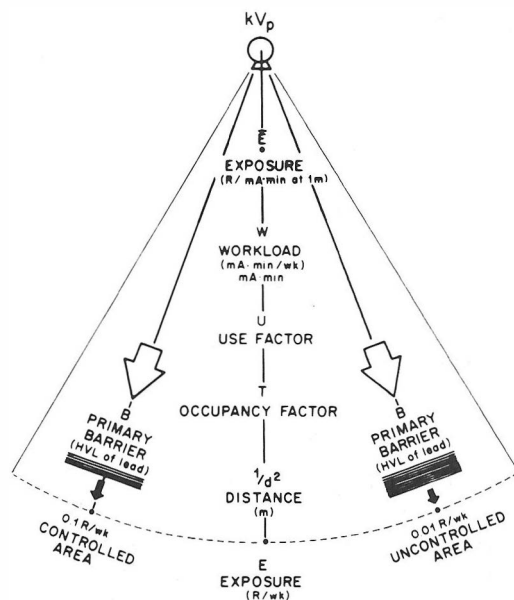 kVp
Ē
EXPOSURE
(R/mA·min at 1m)
W
WORKLOAD
(mA·min/wk)
mA·min
U
USE FACTOR
T
OCCUPANCY FACTOR
B
PRIMARY
BARRIER
(HVL of lead)
0.1 R/wk
CONTROLLED
AREA
1/d²
DISTANCE
(m)
E
EXPOSURE
(R/wk)
B
PRIMARY
BARRIER
(HVL of lead)
0.01 R/wk
UNCONTROLLED
AREA